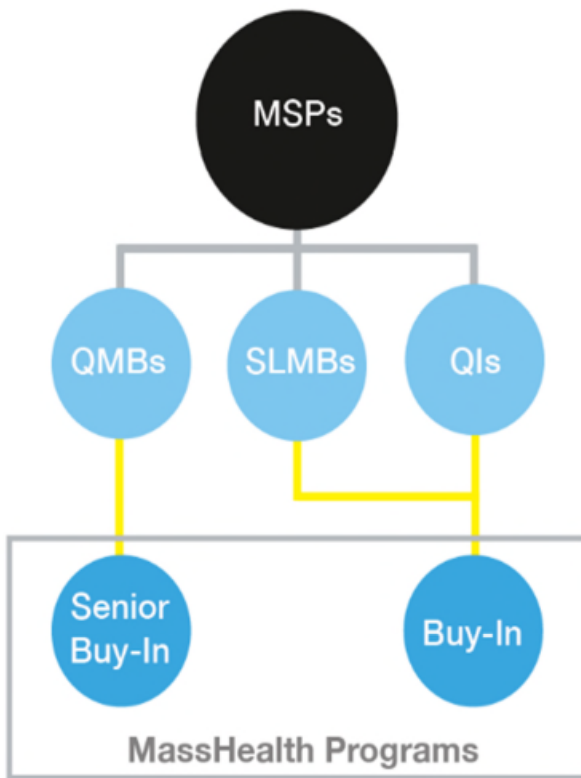 MSPs
QMBs
SLMBs
QIs
Senior
Buy-In
Buy-In
MassHealth Programs